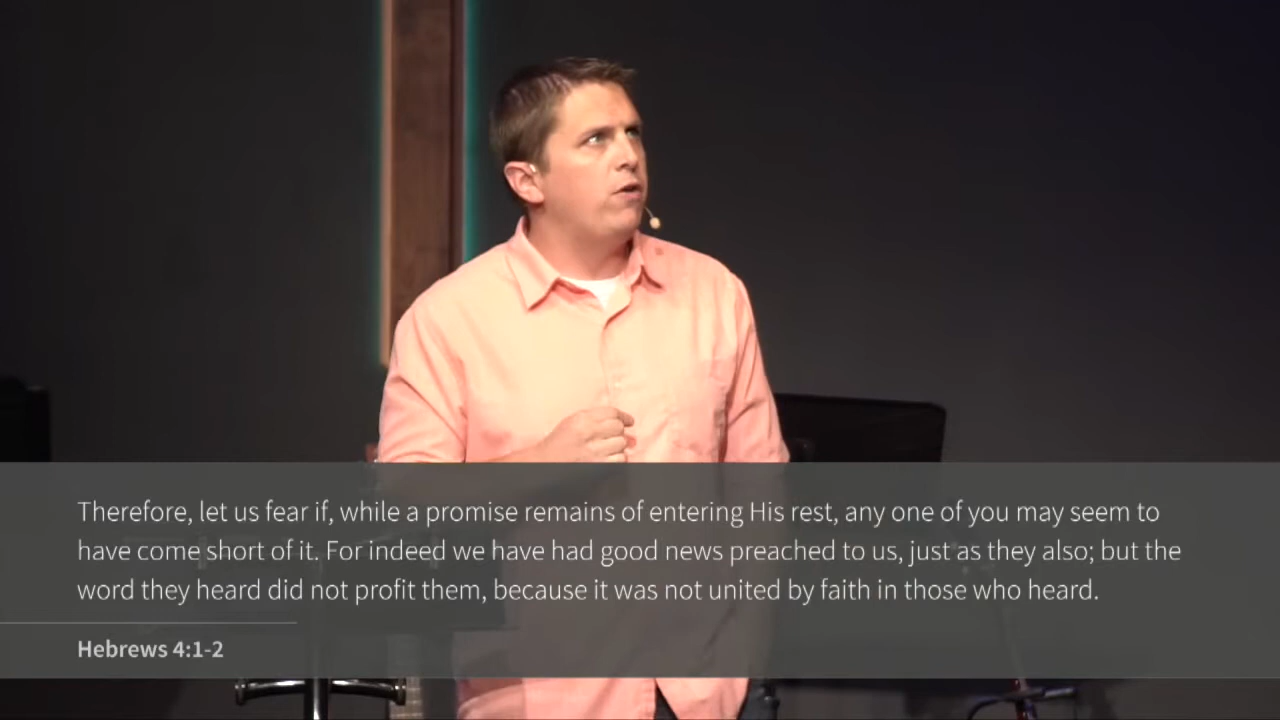 Therefore, let us fear if, while a promise remains of entering His rest, any one of you may seem to
have come short of it. For indeed we have had good news preached to us, just as they also; but the
word they heard did not profit them, because it was not united by faith in those who heard.
Hebrews 4:1-2